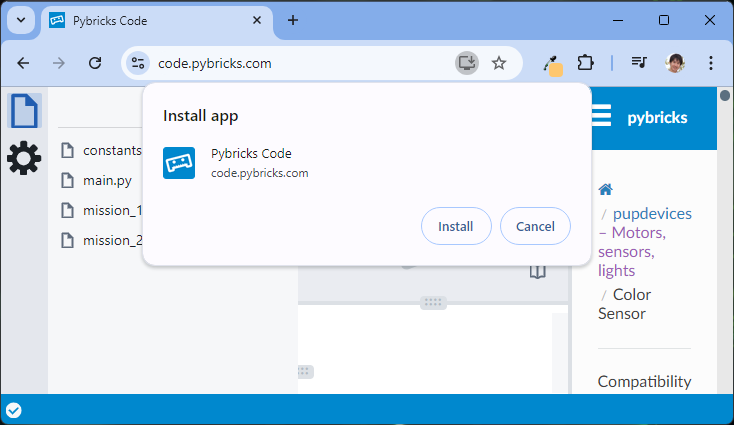 Pybricks Code
code.pybricks.com
Install app
Pybricks Code
code.pybricks.com
Install
Cancel
constants
main.py
mission_1
mission_2
pybricks
/ pupdevices
– Motors,
sensors,
lights
/ Color
Sensor
Compatibility